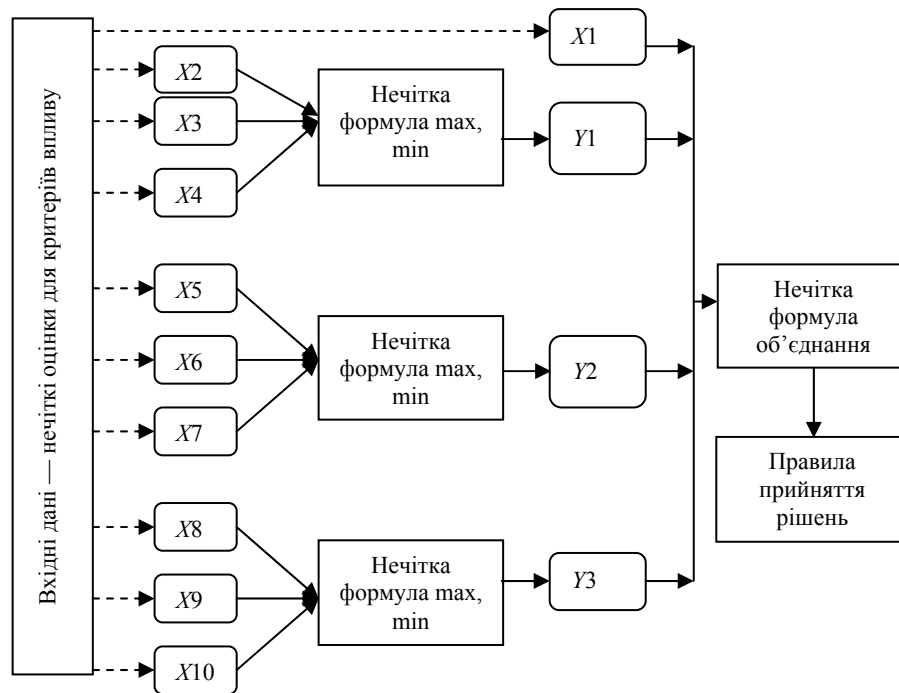 Вхідні дані — нечіткі оцінки для критеріїв впливу
X1
X2
X3
X4
Нечітка
формула max,
min
Y1
X5
X6
X7
Нечітка
формула max,
min
Y2
X8
X9
X10
Нечітка
формула max,
min
Y3
Нечітка
формула
об’єднання
Правила
прийняття
рішень